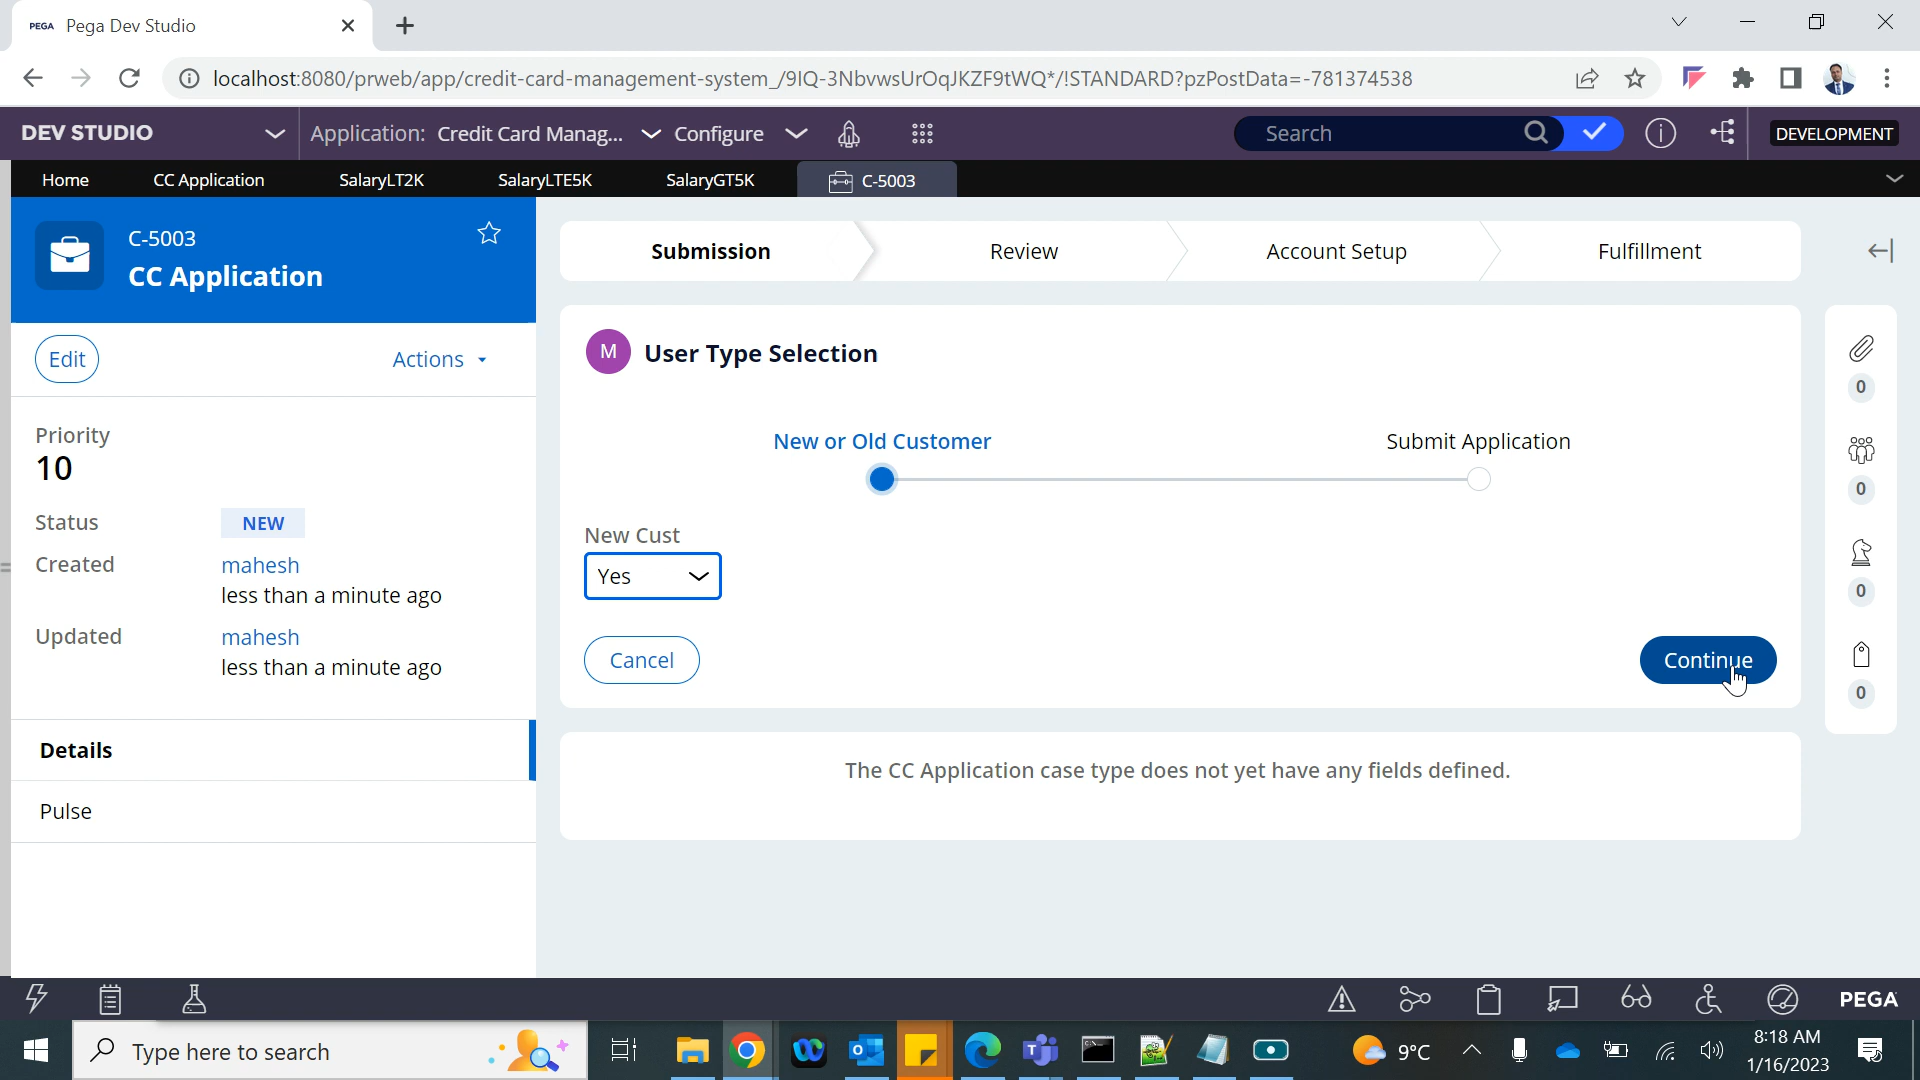 PEGA Pega Dev Studio
localhost:8080/prweb/app/credit-card-management-system_/9IQ-3NbvwsUrOqJKZF9tWQ*/!STANDARD?pzPostData=-781374538
DEV STUDIO Application: Credit Card Manag... Configure Search DEVELOPMENT
Home CC Application SalaryLT2K SalaryLTE5K SalaryGT5K C-5003
C-5003
CC Application
Edit Actions
Priority
10
Status NEW
Created mahesh
less than a minute ago
Updated mahesh
less than a minute ago
Details
Pulse
Submission Review Account Setup Fulfillment
M User Type Selection
New or Old Customer Submit Application
New Cust
Yes
Cancel Continue
The CC Application case type does not yet have any fields defined.
0
0
0
0
PEGA
Type here to search
9°C
8:18 AM
1/16/2023